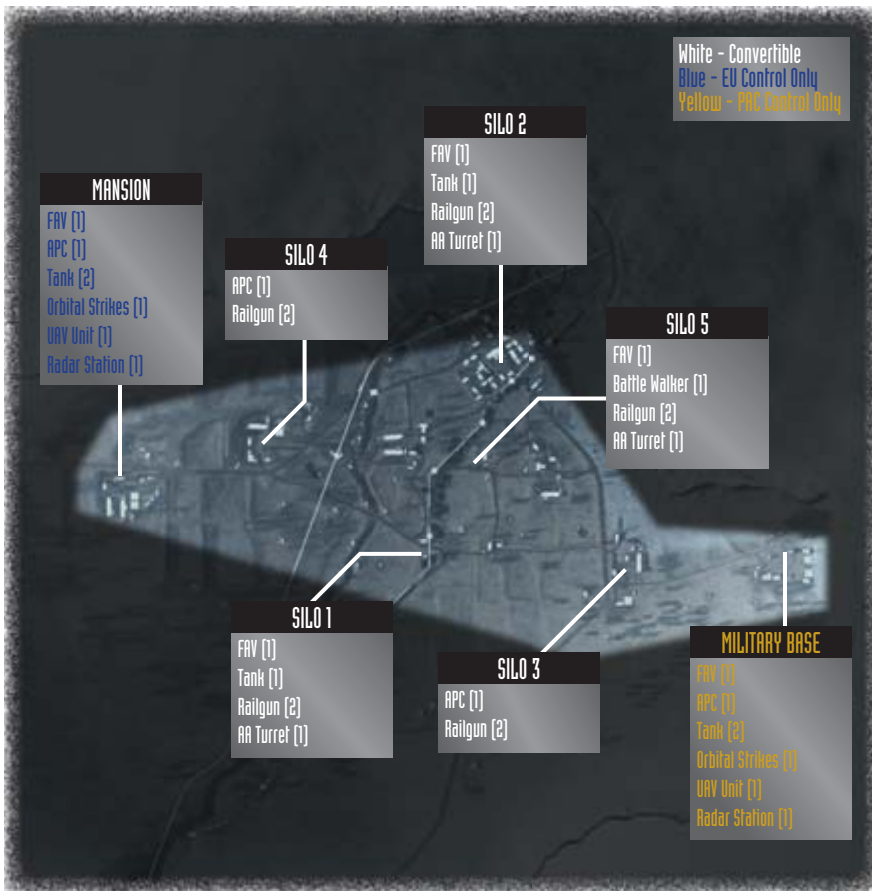 White - Convertible
Blue - EU Control Only
Yellow - PAC Control Only
SILO 2
FAV (1)
Tank (1)
Railgun (2)
AA Turret (1)
MANSION
FAV (1)
APC (1)
Tank (2)
Orbital Strikes (1)
UAV Unit (1)
Radar Station (1)
SILO 4
APC (1)
Railgun (2)
SILO 5
FAV (1)
Battle Walker (1)
Railgun (2)
AA Turret (1)
SILO 1
FAV (1)
Tank (1)
Railgun (2)
AA Turret (1)
SILO 3
APC (1)
Railgun (2)
MILITARY BASE
FAV (1)
APC (1)
Tank (2)
Orbital Strikes (1)
UAV Unit (1)
Radar Station (1)